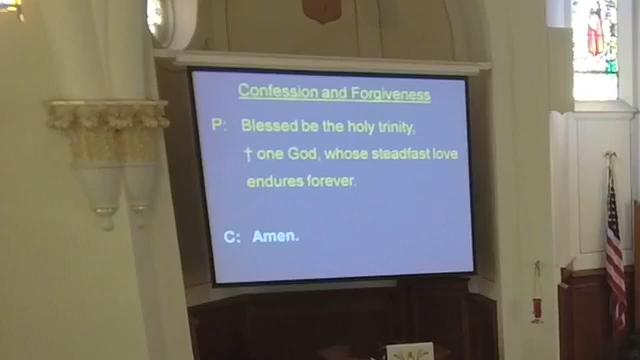 Confession and Forgiveness
P: Blessed be the holy trinity,
† one God, whose steadfast love
endures forever.
C: Amen.